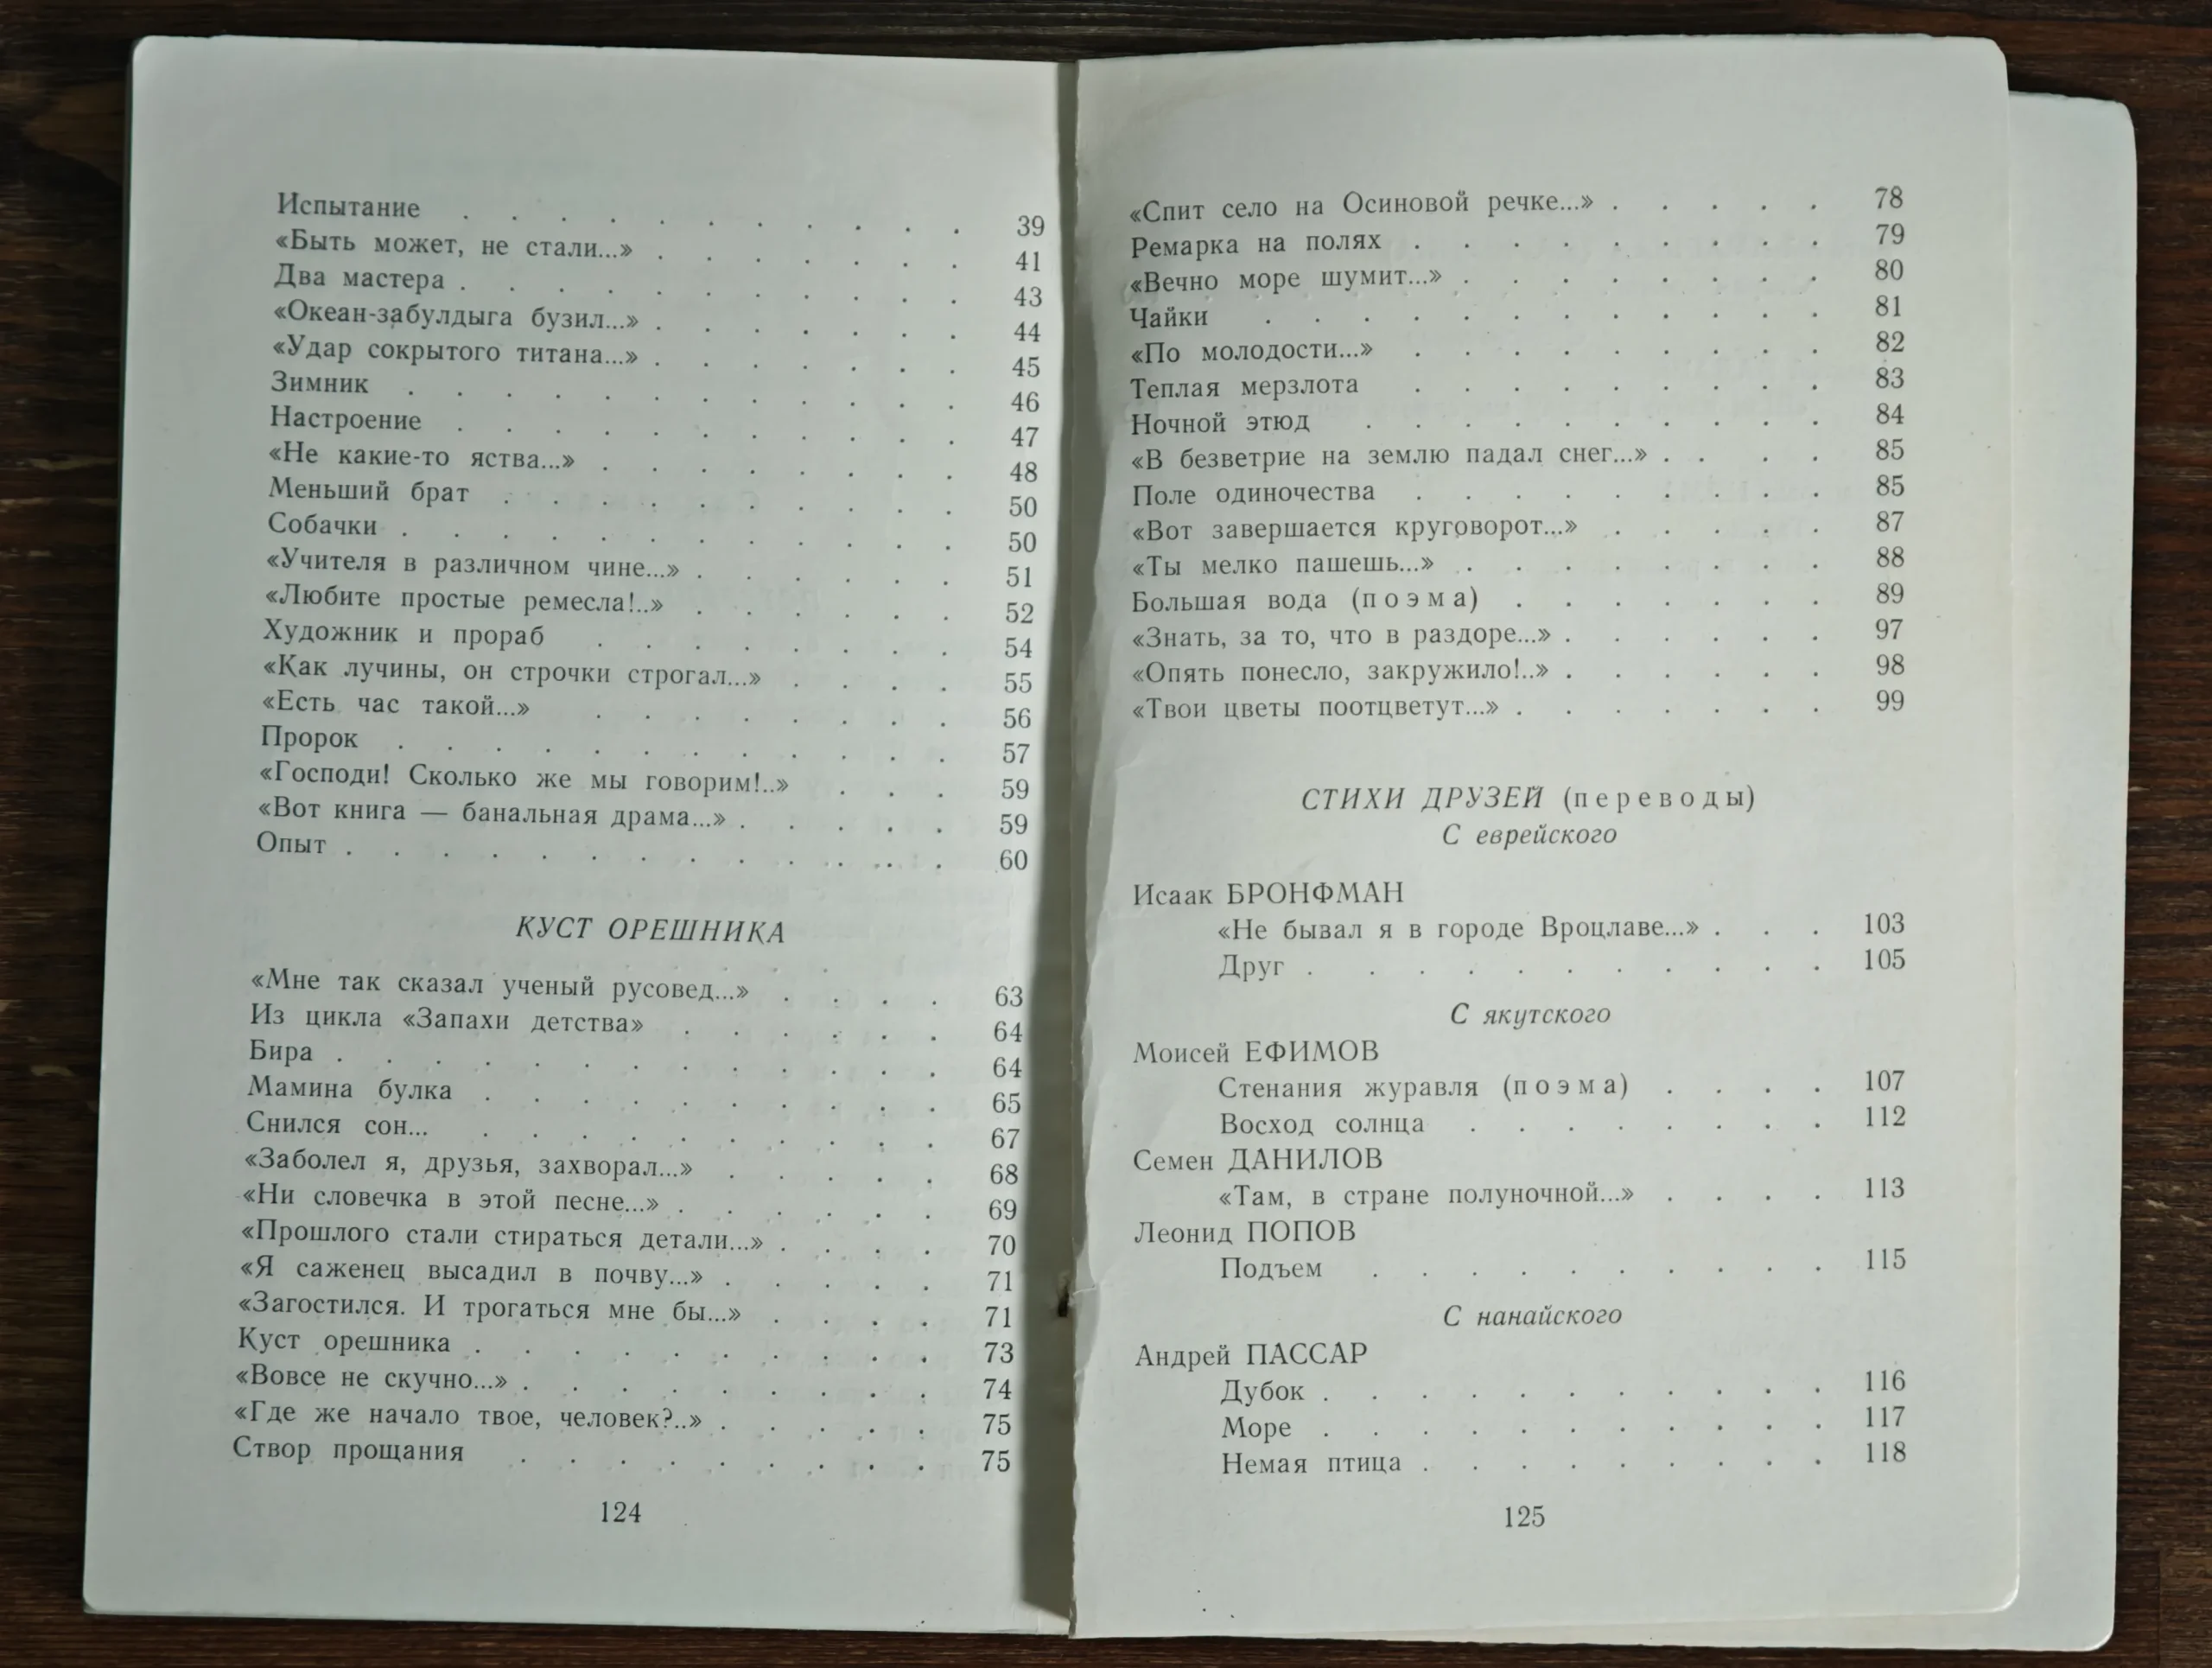 Испытание . . . . . . . . . . . 39
«Быть может, не стали...» . . . . . . . 41
Два мастера . . . . . . . . . . . 43
«Океан-забулдыга бузил...» . . . . . . . 44
«Удар сокрытого титана...» . . . . . . . 45
Зимник . . . . . . . . . . . . 46
Настроение . . . . . . . . . . . 47
«Не какие-то яства...» . . . . . . . . 48
Меньший брат . . . . . . . . . . 50
Собачки . . . . . . . . . . . . 50
«Учителя в различном чине...» . . . . . . 51
«Любите простые ремесла!..» . . . . . . 52
Художник и прораб . . . . . . . . 54
«Как лучины, он строчки строгал...» . . . . 55
«Есть час такой...» . . . . . . . . 56
Пророк . . . . . . . . . . . . 57
«Господи! Сколько же мы говорим!..» . . . 59
«Вот книга — банальная драма...» . . . . . 59
Опыт . . . . . . . . . . . . . 60
КУСТ ОРЕШНИКА
«Мне так сказал ученый русовед...» . . . . 63
Из цикла «Запахи детства» . . . . . . 64
Бира . . . . . . . . . . . . . 64
Мамина булка . . . . . . . . . . 65
Снился сон... . . . . . . . . . . 67
«Заболел я, друзья, захворал...» . . . . . 68
«Ни словечка в этой песне...» . . . . . . 69
«Прошлого стали стираться детали...» . . . . 70
«Я саженец высадил в почву...» . . . . . 71
«Загостился. И трогаться мне бы...» . . . . 71
Куст орешника . . . . . . . . . . 73
«Вовсе не скучно...» . . . . . . . . . 74
«Где же начало твое, человек?..» . . . . . 75
Створ прощания . . . . . . . . . 75
124
«Спит село на Осиновой речке...» . . . . . 78
Ремарка на полях . . . . . . . . . 79
«Вечно море шумит...» . . . . . . . . 80
Чайки . . . . . . . . . . . . 81
«По молодости...» . . . . . . . . . 82
Теплая мерзлота . . . . . . . . . 83
Ночной этюд . . . . . . . . . . 84
«В безветрие на землю падал снег...» . . . . 85
Поле одиночества . . . . . . . . . 85
«Вот завершается круговорот...» . . . . . 87
«Ты мелко пашешь...» . . . . . . . . 88
Большая вода (поэма) . . . . . . . 89
«Знать, за то, что в раздоре...» . . . . . . 97
«Опять понесло, закружило!..» . . . . . . 98
«Твои цветы поотцветут...» . . . . . . . 99
СТИХИ ДРУЗЕЙ (переводы)
С еврейского
Исаак БРОНФМАН
«Не бывал я в городе Вроцлаве...» . . . 103
Друг . . . . . . . . . . . 105
С якутского
Моисей ЕФИМОВ
Стенания журавля (поэма) . . . . 107
Восход солнца . . . . . . . . 112
Семен ДАНИЛОВ
«Там, в стране полуночной...» . . . . 113
Леонид ПОПОВ
Подъем . . . . . . . . . . 115
С нанайского
Андрей ПАССАР
Дубок . . . . . . . . . . . 116
Море . . . . . . . . . . . 117
Немая птица . . . . . . . . . 118
125